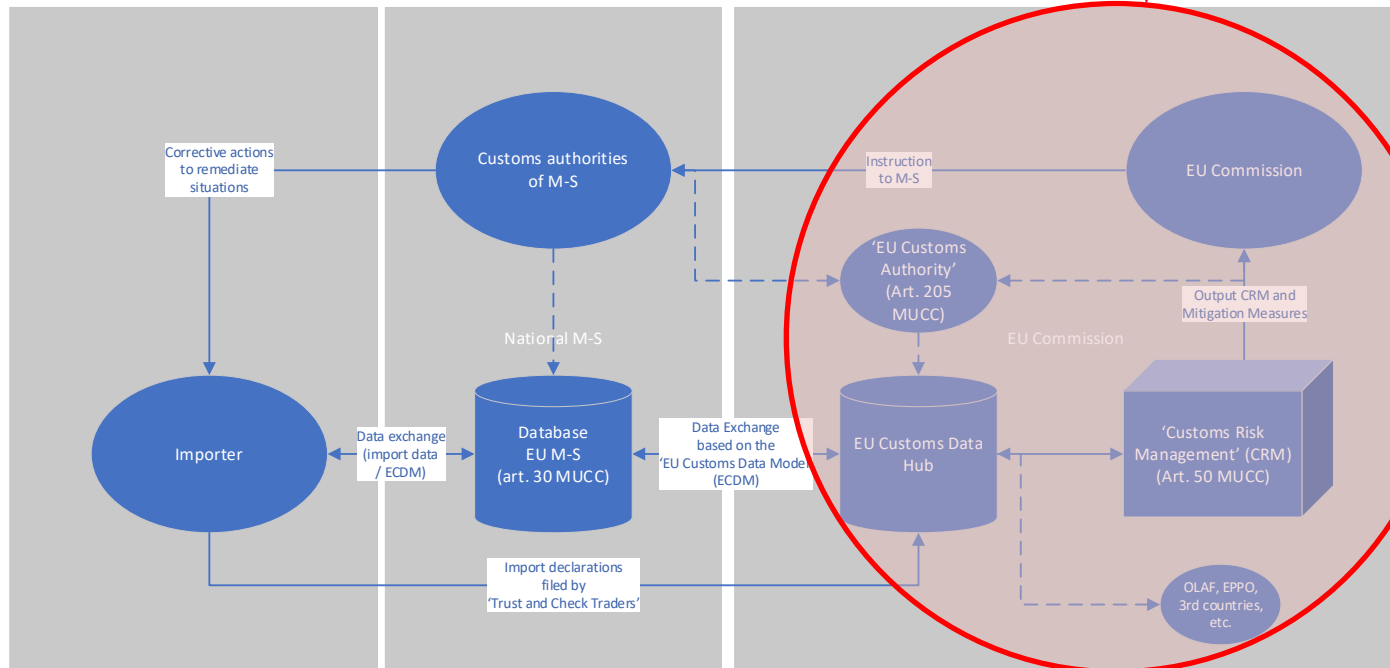 Corrective actions
to remediate
situations
Customs authorities
of M-S
Instruction
to M-S
EU Commission
‘EU Customs
Authority’
(Art. 205
MUCC)
Output CRM and
Mitigation Measures
National M-S
EU Commission
Importer
Data exchange
(import data
/ ECDM)
Database
EU M-S
(art. 30 MUCC)
Data Exchange
based on the
‘EU Customs Data Model
(ECDM)
EU Customs Data
Hub
‘Customs Risk
Management’ (CRM)
(Art. 50 MUCC)
Import declarations
filed by
‘Trust and Check Traders’
OLAF, EPPO,
3rd countries,
etc.